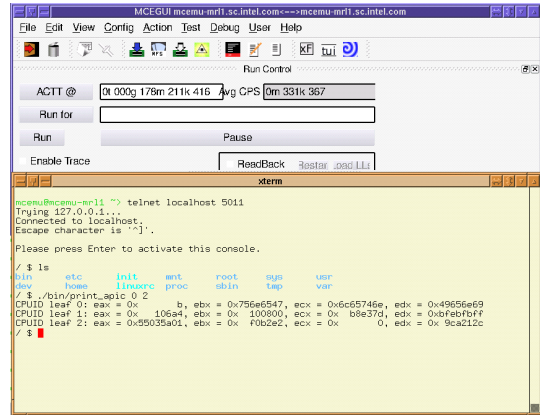 MCEGUI mcemu-mrl1.sc.intel.com<-->mcemu-mrl1.sc.intel.com
File Edit View Config Action Test Debug User Help
XF tui
Run Control
ACTT @ 0t 000g 178m 211k 416 Avg CPS 0m 331k 367
Run for
Run Pause
Enable Trace ReadBack Restar Load LLi
xterm
mcemu@mcemu-mrl1 ~> telnet localhost 5011
Trying 127.0.0.1...
Connected to localhost.
Escape character is '^]'.
Please press Enter to activate this console.
/ $ ls
bin etc init mnt root sys usr
dev home linuxrc proc sbin tmp var
/ $ ./bin/print_apic 0 2
CPUID leaf 0: eax = 0x b, ebx = 0x756e6547, ecx = 0x6c65746e, edx = 0x49656e69
CPUID leaf 1: eax = 0x 106a4, ebx = 0x 100800, ecx = 0x b8e37d, edx = 0xbfebfbff
CPUID leaf 2: eax = 0x55035a01, ebx = 0x f0b2e2, ecx = 0x 0, edx = 0x 9ca212c
/ $